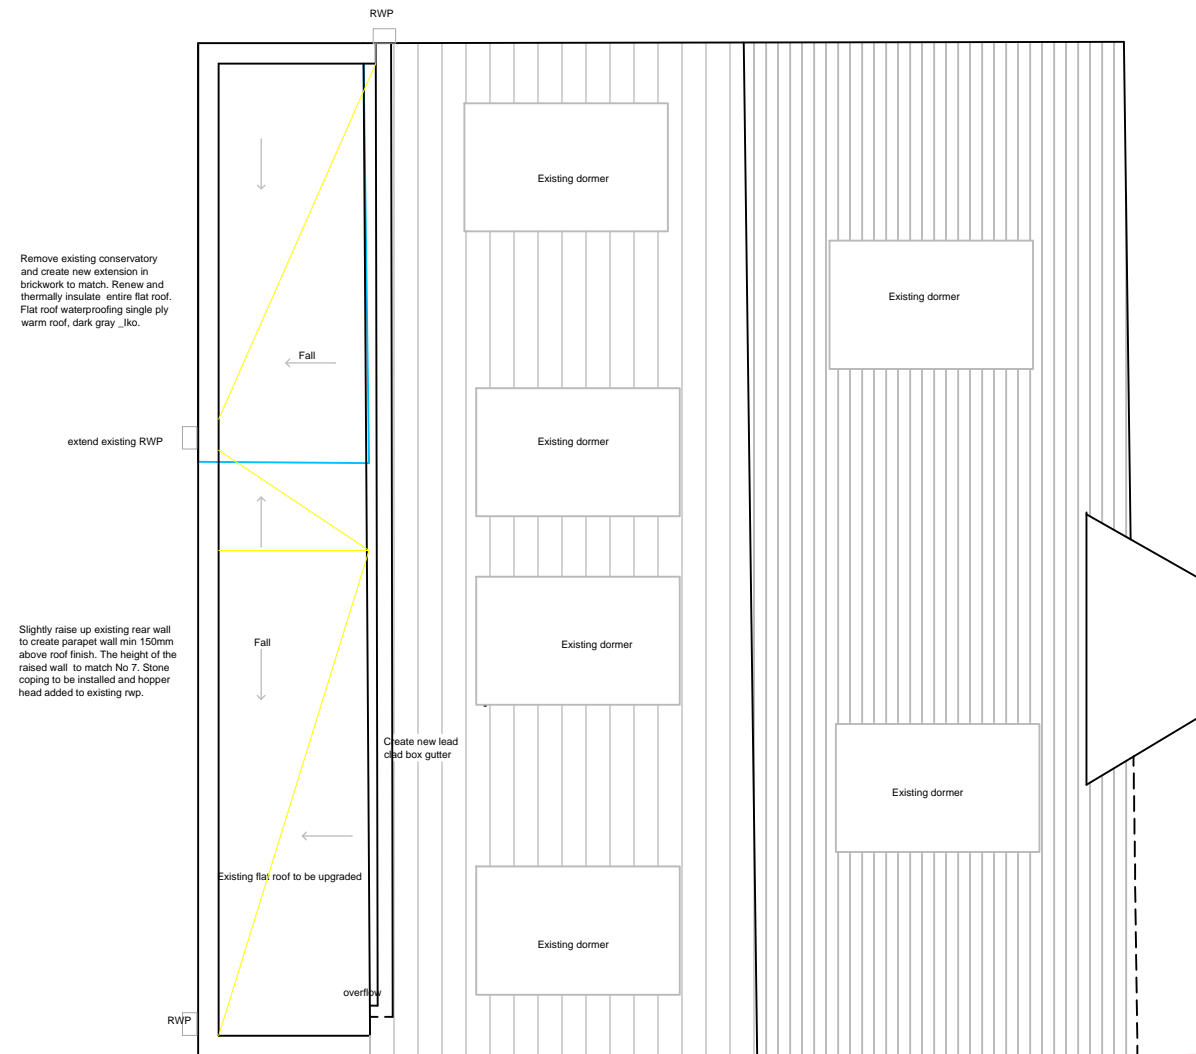 RWP
Existing dormer
Remove existing conservatory
and create new extension in
brickwork to match. Renew and
thermally insulate entire flat roof.
Flat roof waterproofing single ply
warm roof, dark gray _Iko.
Existing dormer
Fall
extend existing RWP
Existing dormer
Slightly raise up existing rear wall
to create parapet wall min 150mm
above roof finish. The height of the
raised wall to match No 7. Stone
coping to be installed and hopper
head added to existing rwp.
Fall
Existing dormer
Create new lead
clad box gutter
Existing dormer
Existing flat roof to be upgraded
Existing dormer
overflow
RWP